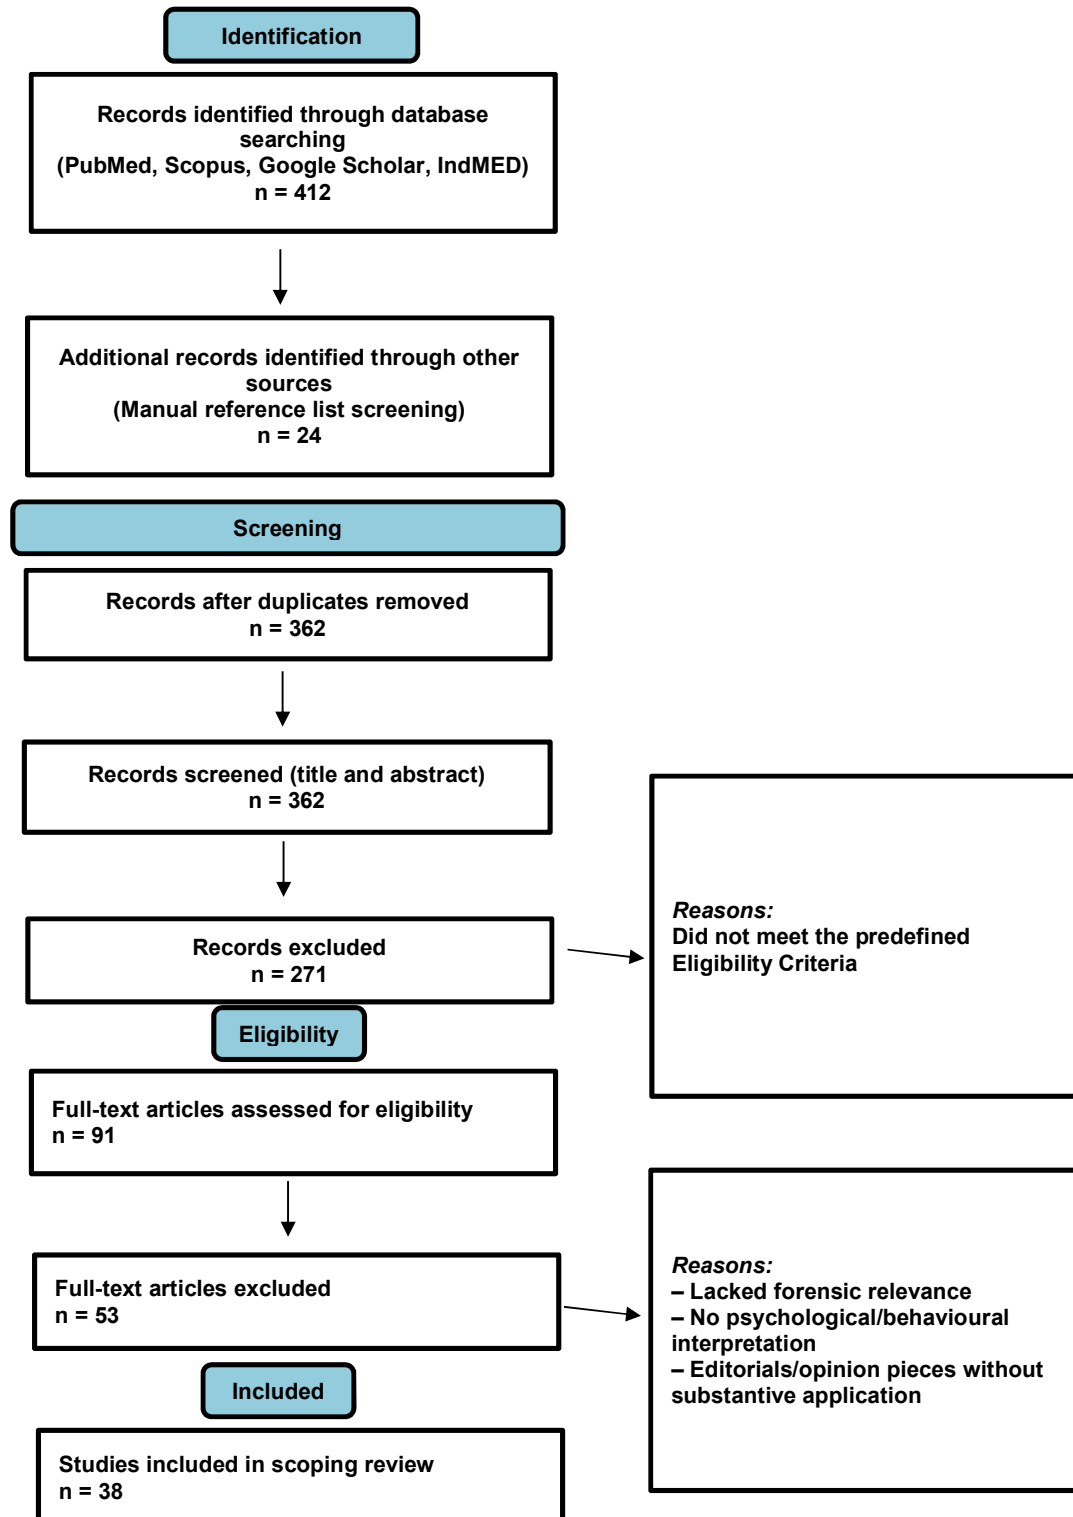 Identification
Records identified through database
searching
(PubMed, Scopus, Google Scholar, IndMED)
n = 412
Additional records identified through other
sources
(Manual reference list screening)
n = 24
Screening
Records after duplicates removed
n = 362
Records screened (title and abstract)
n = 362
Records excluded
n = 271
Reasons:
Did not meet the predefined
Eligibility Criteria
Eligibility
Full-text articles assessed for eligibility
n = 91
Full-text articles excluded
n = 53
Reasons:
– Lacked forensic relevance
– No psychological/behavioural
interpretation
– Editorials/opinion pieces without
substantive application
Included
Studies included in scoping review
n = 38